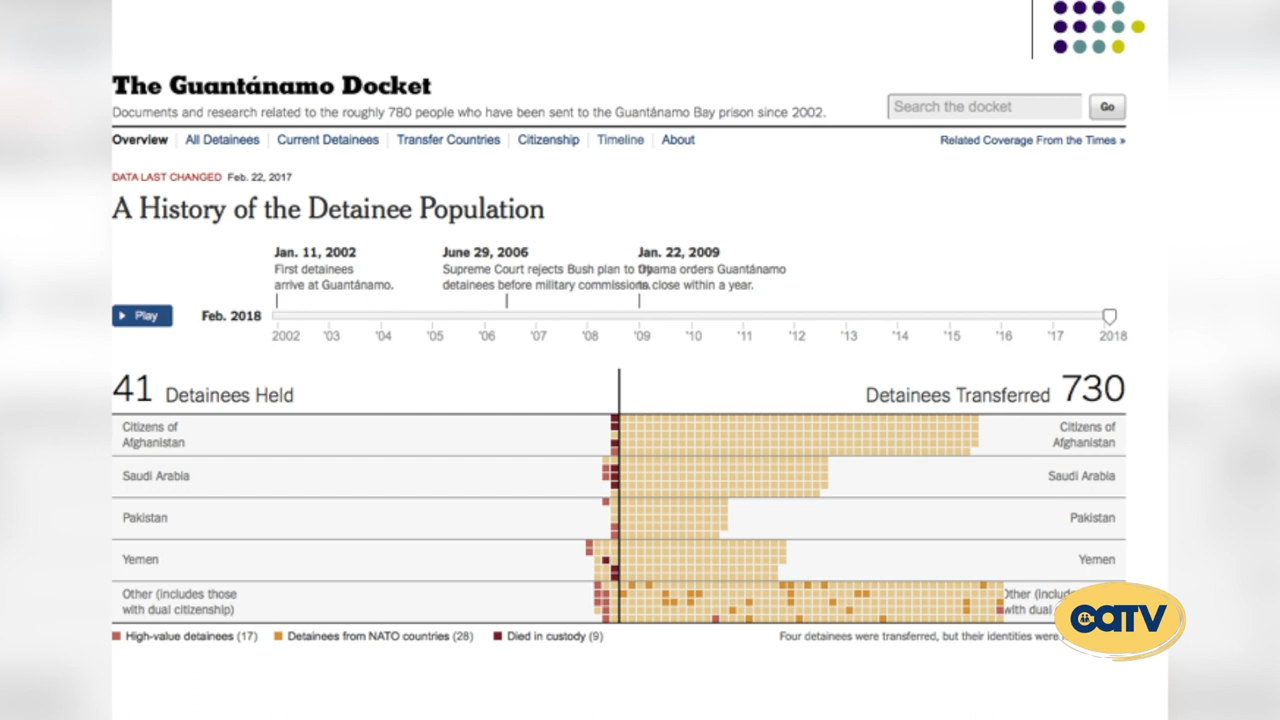 The Guantánamo Docket
Documents and research related to the roughly 780 people who have been sent to the Guantánamo Bay prison since 2002.
Search the docket
Go
Overview
All Detainees
Current Detainees
Transfer Countries
Citizenship
Timeline
About
Related Coverage From the Times »
DATA LAST CHANGED Feb. 22, 2017
A History of the Detainee Population
Jan. 11, 2002
First detainees
arrive at Guantánamo.
June 29, 2006
Supreme Court rejects Bush plan to try
detainees before military commissions.
Jan. 22, 2009
Obama orders Guantánamo
to close within a year.
Play
Feb. 2018
2002 '03 '04 '05 '06 '07 '08 '09 '10 '11 '12 '13 '14 '15 '16 '17 2018
41 Detainees Held
Detainees Transferred 730
Citizens of
Afghanistan
Citizens of
Afghanistan
Saudi Arabia
Saudi Arabia
Pakistan
Pakistan
Yemen
Yemen
Other (includes those
with dual citizenship)
Other
with dual
High-value detainees (17)
Detainees from NATO countries (28)
Died in custody (9)
Four detainees were transferred, but their identities were
CATV